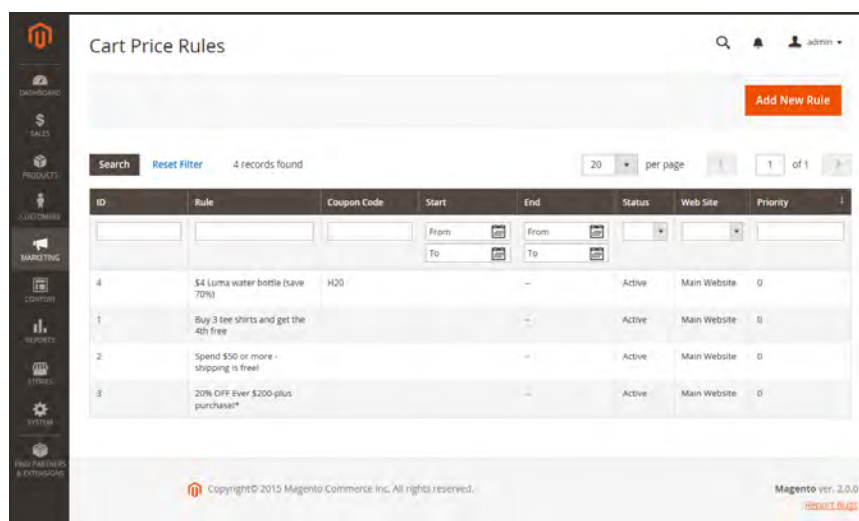 Cart Price Rules
admin
DASHBOARD
SALES
PRODUCTS
CUSTOMERS
MARKETING
CONTENT
REPORTS
STORES
SYSTEM
FIND PARTNERS
& EXTENSIONS
Add New Rule
Search Reset Filter 4 records found 20 per page 1 of 1
ID Rule Coupon Code Start End Status Web Site Priority
From From
To To
4 $4 Luma water bottle (save H20 -- Active Main Website 0
70%)
1 Buy 3 tee shirts and get the -- Active Main Website 0
4th free
2 Spend $50 or more - -- Active Main Website 0
shipping is free!
3 20% OFF Ever $200-plus -- Active Main Website 0
purchase!*
Copyright© 2015 Magento Commerce Inc. All rights reserved.
Magento ver. 2.0.0
Report Bugs